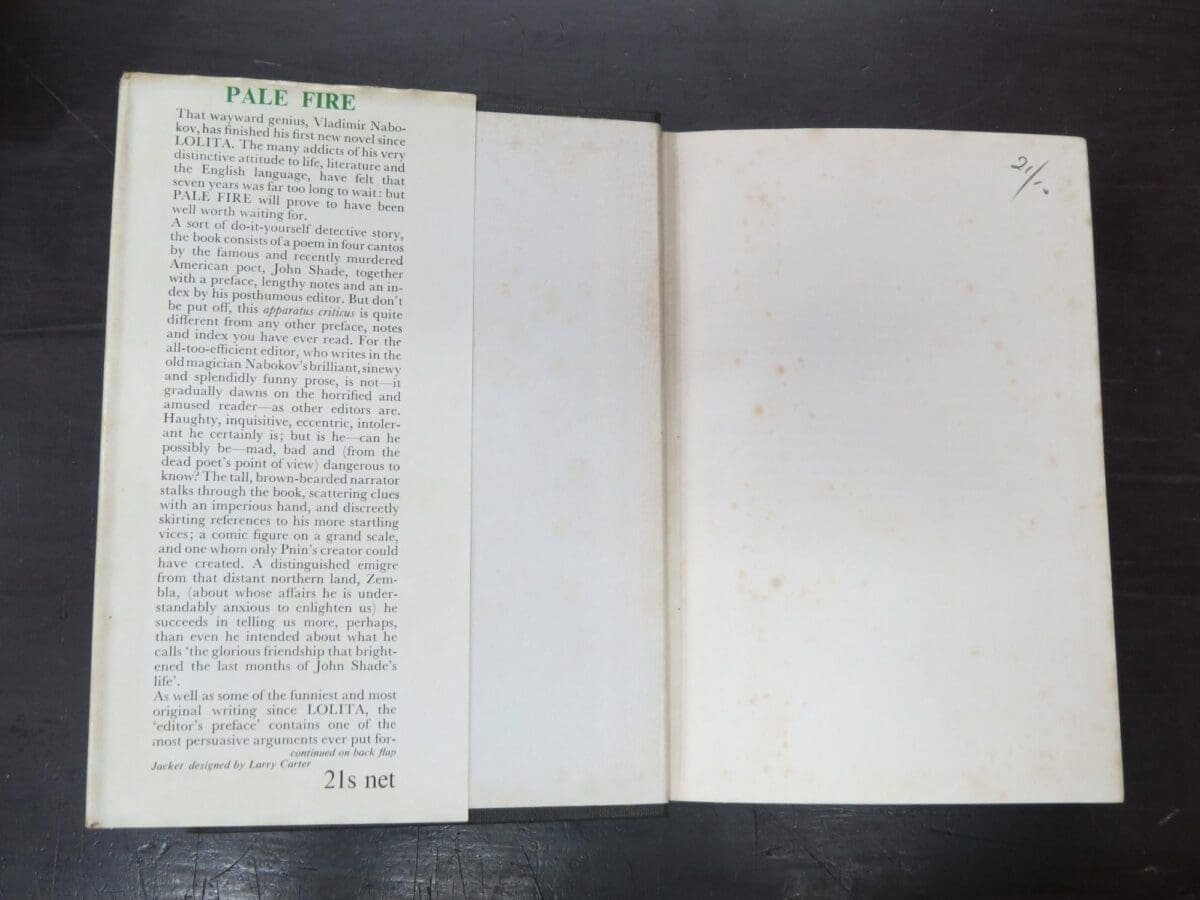 PALE FIRE
That wayward genius, Vladimir Nabo-
kov, has finished his first new novel since
LOLITA. The many addicts of his very
distinctive attitude to life, literature and
the English language, have felt that
seven years was far too long to wait: but
PALE FIRE will prove to have been
well worth waiting for.
A sort of do-it-yourself detective story,
the book consists of a poem in four cantos
by the famous and recently murdered
American poet, John Shade, together
with a preface, lengthy notes and an in-
dex by his posthumous editor. But don't
be put off, this apparatus criticus is quite
different from any other preface, notes
and index you have ever read. For the
all-too-efficient editor, who writes in the
old magician Nabokov's brilliant, sinewy
and splendidly funny prose, is not—it
gradually dawns on the horrified and
amused reader—as other editors are.
Haughty, inquisitive, eccentric, intoler-
ant he certainly is; but is he—can he
possibly be—mad, bad and (from the
dead poet's point of view) dangerous to
know? The tall, brown-bearded narrator
stalks through the book, scattering clues
with an imperious hand, and discreetly
skirting references to his more startling
vices; a comic figure on a grand scale,
and one whom only Pnin's creator could
have created. A distinguished emigre
from that distant northern land, Zem-
bla, (about whose affairs he is under-
standably anxious to enlighten us) he
succeeds in telling us more, perhaps,
than even he intended about what he
calls 'the glorious friendship that bright-
ened the last months of John Shade's
life'.
As well as some of the funniest and most
original writing since LOLITA, the
'editor's preface' contains one of the
most persuasive arguments ever put for-
continued on back flap
Jacket designed by Larry Carter
21s net
21/-